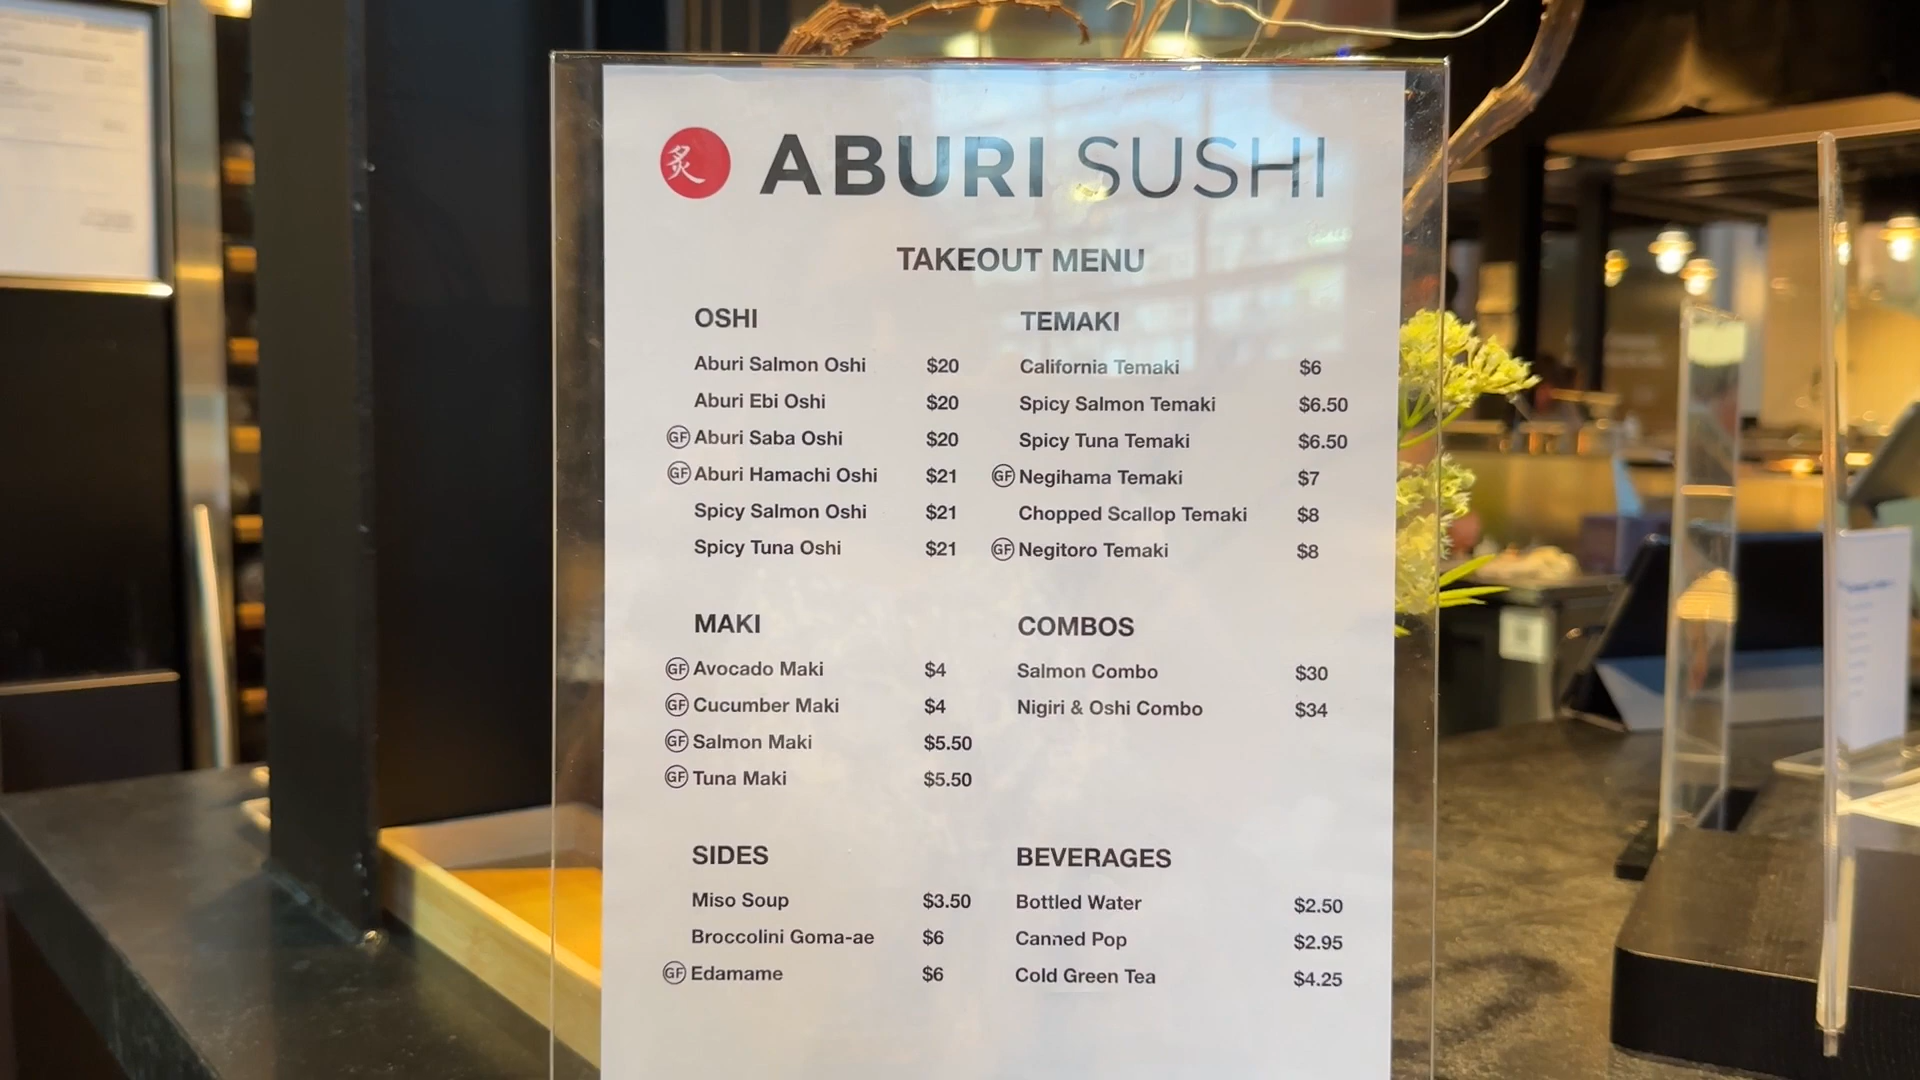 炙 ABURI SUSHI
TAKEOUT MENU
OSHI
Aburi Salmon Oshi $20
Aburi Ebi Oshi $20
GF Aburi Saba Oshi $20
GF Aburi Hamachi Oshi $21
Spicy Salmon Oshi $21
Spicy Tuna Oshi $21
TEMAKI
California Temaki $6
Spicy Salmon Temaki $6.50
Spicy Tuna Temaki $6.50
GF Negihama Temaki $7
Chopped Scallop Temaki $8
GF Negitoro Temaki $8
MAKI
GF Avocado Maki $4
GF Cucumber Maki $4
GF Salmon Maki $5.50
GF Tuna Maki $5.50
COMBOS
Salmon Combo $30
Nigiri & Oshi Combo $34
SIDES
Miso Soup $3.50
Broccolini Goma-ae $6
GF Edamame $6
BEVERAGES
Bottled Water $2.50
Canned Pop $2.95
Cold Green Tea $4.25